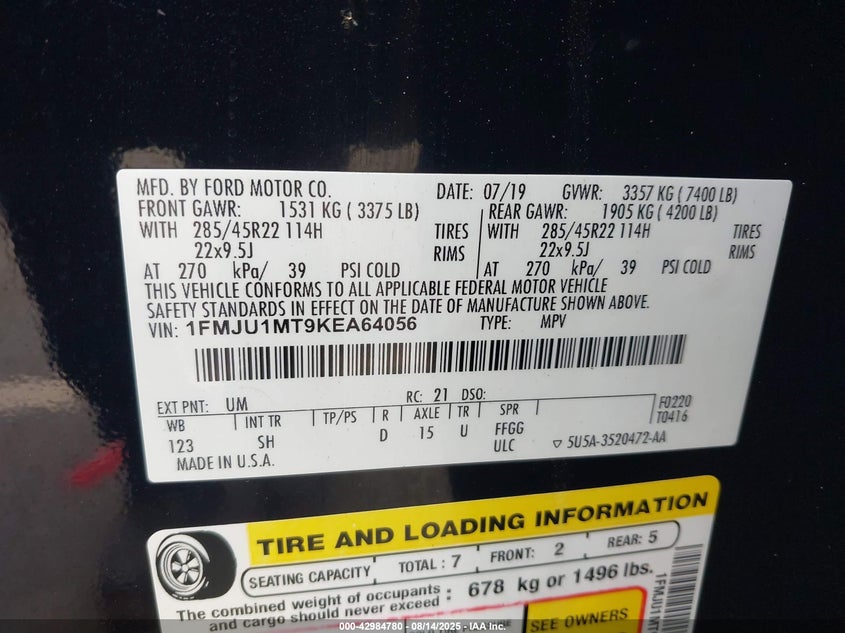 MFD. BY FORD MOTOR CO. DATE: 07/19 GVWR: 3357 KG ( 7400 LB)
FRONT GAWR: 1531 KG ( 3375 LB) REAR GAWR: 1905 KG ( 4200 LB)
WITH 285/45R22 114H TIRES WITH 285/45R22 114H TIRES
22x9.5J RIMS 22x9.5J RIMS
AT 270 kPa/ 39 PSI COLD AT 270 kPa/ 39 PSI COLD
THIS VEHICLE CONFORMS TO ALL APPLICABLE FEDERAL MOTOR VEHICLE
SAFETY STANDARDS IN EFFECT ON THE DATE OF MANUFACTURE SHOWN ABOVE.
VIN: 1FMJU1MT9KEA64056 TYPE: MPV
EXT PNT: UM RC: 21 DSO: F0220
WB INT TR TP/PS R AXLE TR SPR T0416
123 SH D 15 U FFGG
ULC 5U5A-3520472-AA
MADE IN U.S.A.
TIRE AND LOADING INFORMATION
SEATING CAPACITY TOTAL : 7 FRONT: 2 REAR: 5
The combined weight of occupants : 678 kg or 1496 lbs.
and cargo should never exceed
SEE OWNERS
000-42984780 - 08/14/2025 - IAA Inc.